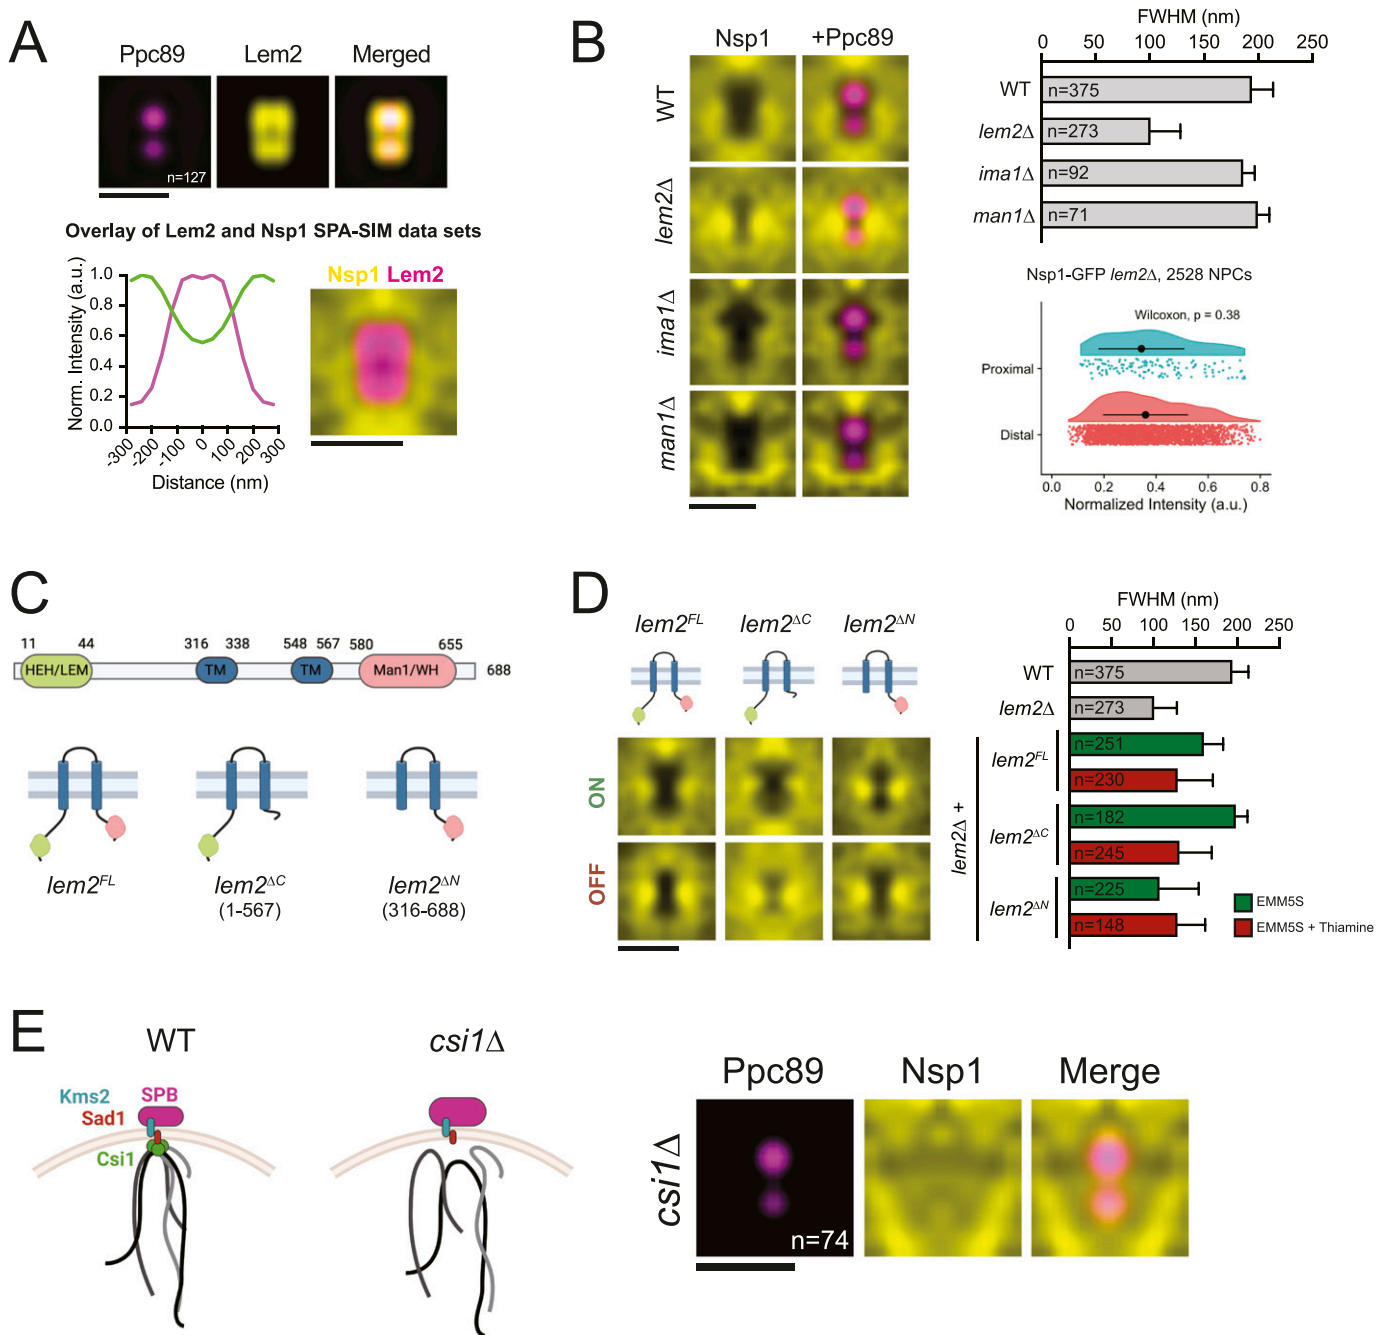 A
Ppc89
Lem2
Merged
n=127
Overlay of Lem2 and Nsp1 SPA-SIM data sets
Norm. Intensity (a.u.)
1.0
0.8
0.6
0.4
0.2
0.0
-300
-200
-100
0
100
200
300
Distance (nm)
Nsp1 Lem2
B
Nsp1
+Ppc89
WT
lem2Δ
ima1Δ
man1Δ
FWHM (nm)
0 50 100 150 200 250
WT n=375
lem2Δ n=273
ima1Δ n=92
man1Δ n=71
Nsp1-GFP lem2Δ, 2528 NPCs
Wilcoxon, p = 0.38
Proximal
Distal
0.0 0.2 0.4 0.6 0.8
Normalized Intensity (a.u.)
C
11 44 316 338 548 567 580 655
HEH/LEM TM TM Man1/WH 688
lem2FL
lem2ΔC
(1-567)
lem2ΔN
(316-688)
D
lem2FL lem2ΔC lem2ΔN
ON
OFF
FWHM (nm)
0 50 100 150 200 250
WT n=375
lem2Δ n=273
lem2Δ +
lem2FL
n=251
n=230
lem2ΔC
n=182
n=245
lem2ΔN
n=225
n=148
EMM5S
EMM5S + Thiamine
E
WT
csi1Δ
Kms2
SPB
Sad1
Csi1
Ppc89
Nsp1
Merge
csi1Δ
n=74